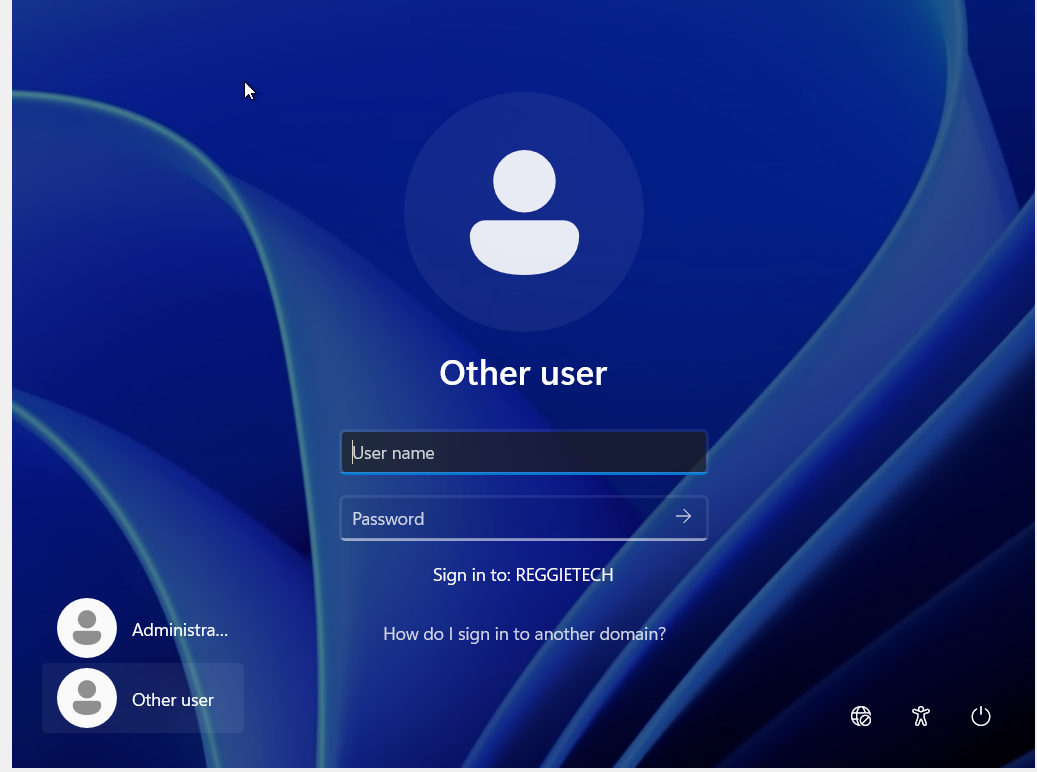 Other user
User name
Password
Sign in to: REGGIETECH
How do I sign in to another domain?
Administra...
Other user